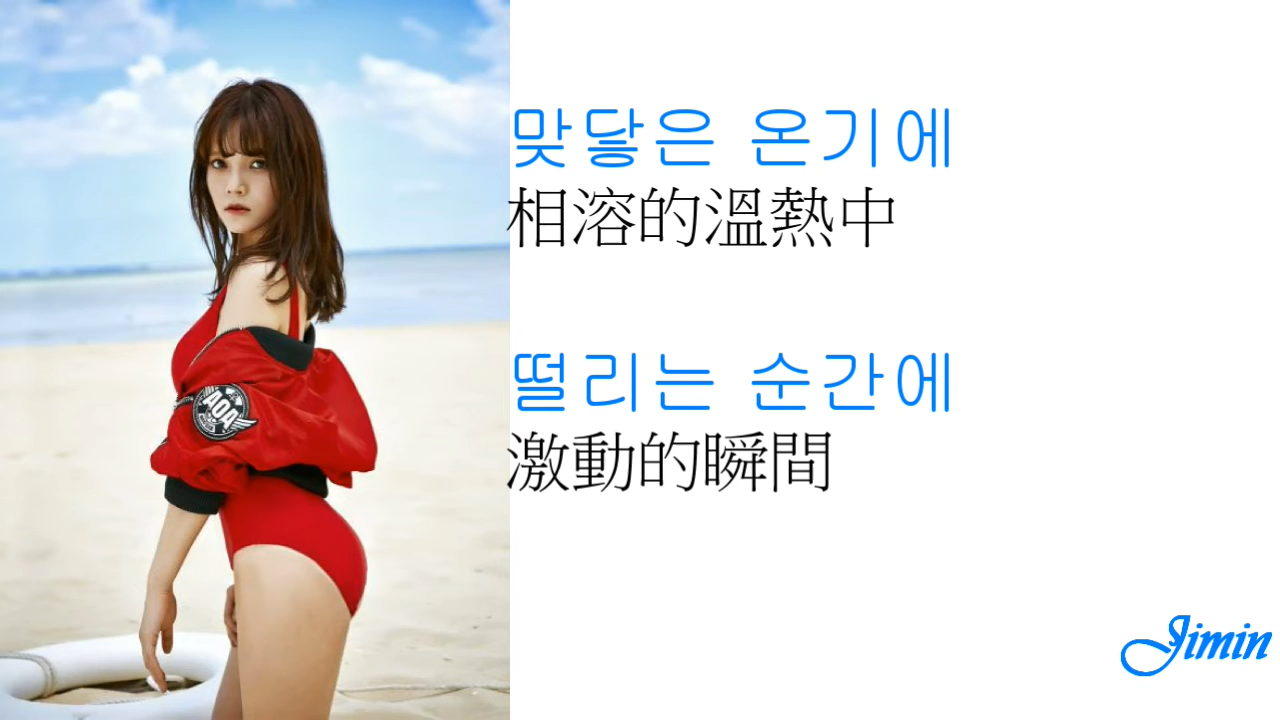 맞닿은 온기에
相溶的溫熱中
떨리는 순간에
激動的瞬間
AOA
Jimin